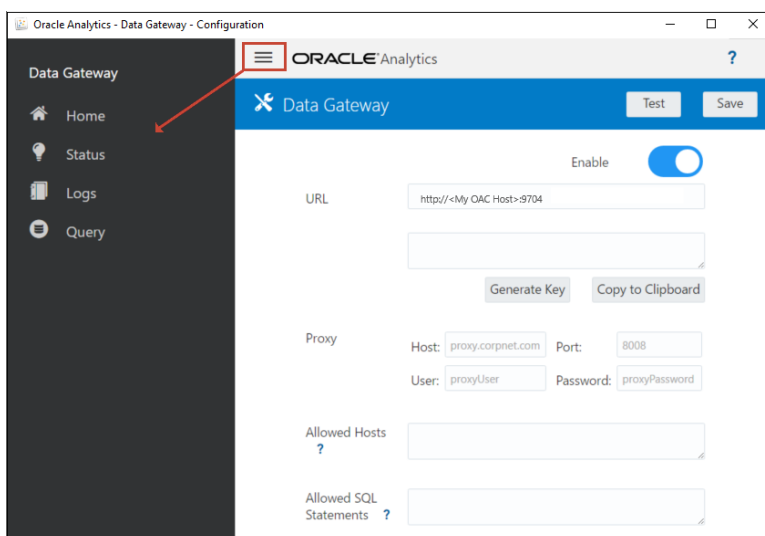 Oracle Analytics - Data Gateway - Configuration
Data Gateway
Home
Status
Logs
Query
ORACLE Analytics
?
Data Gateway
Test
Save
Enable
URL
http://<My OAC Host>:9704
Generate Key
Copy to Clipboard
Proxy
Host: proxy.corpnet.com Port: 8008
User: proxyUser Password: proxyPassword
Allowed Hosts
?
Allowed SQL
Statements ?